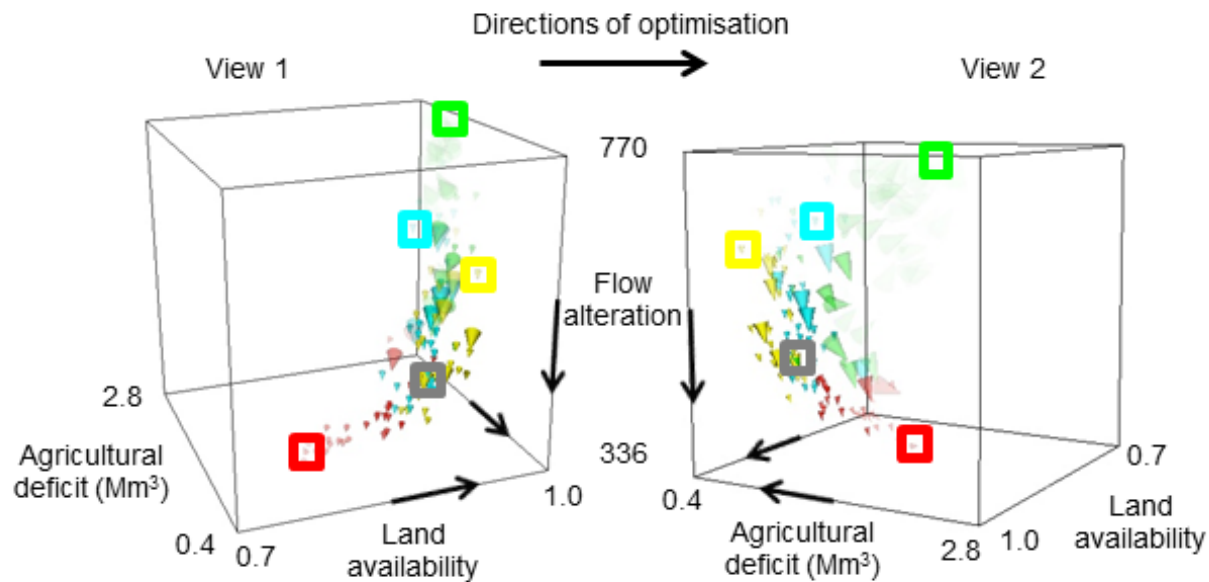 Directions of optimisation
View 1
View 2
770
Flow
alteration
2.8
Agricultural
deficit (Mm³)
336
0.4
0.7
Land
availability
1.0
0.4
Agricultural
deficit (Mm³)
2.8
1.0
0.7
Land
availability